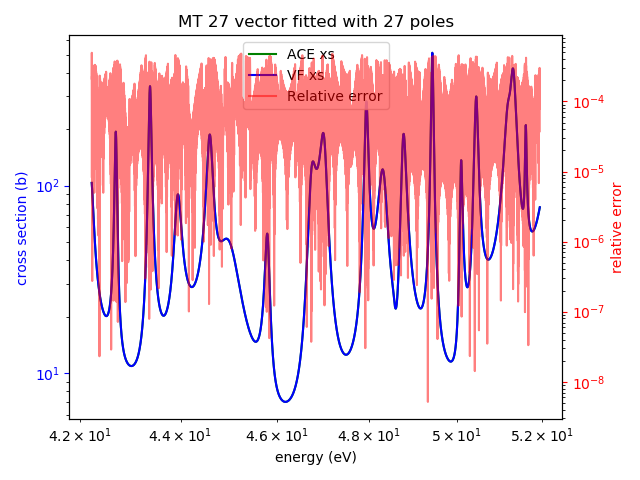 MT 27 vector fitted with 27 poles
ACE xs
VF xs
Relative error
cross section (b)
10²
10¹
relative error
10⁻⁴
10⁻⁵
10⁻⁶
10⁻⁷
10⁻⁸
4.2 × 10¹ 4.4 × 10¹ 4.6 × 10¹ 4.8 × 10¹ 5 × 10¹ 5.2 × 10¹
energy (eV)